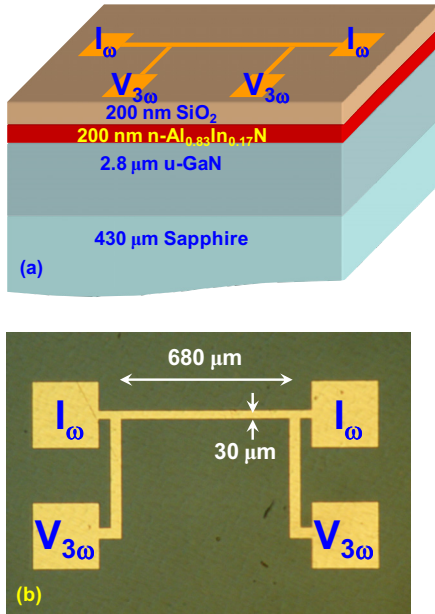 Iω Iω
V3ω V3ω
200 nm SiO2
200 nm n-Al0.83In0.17N
2.8 μm u-GaN
430 μm Sapphire
(a)
680 μm
Iω Iω
30 μm
V3ω V3ω
(b)